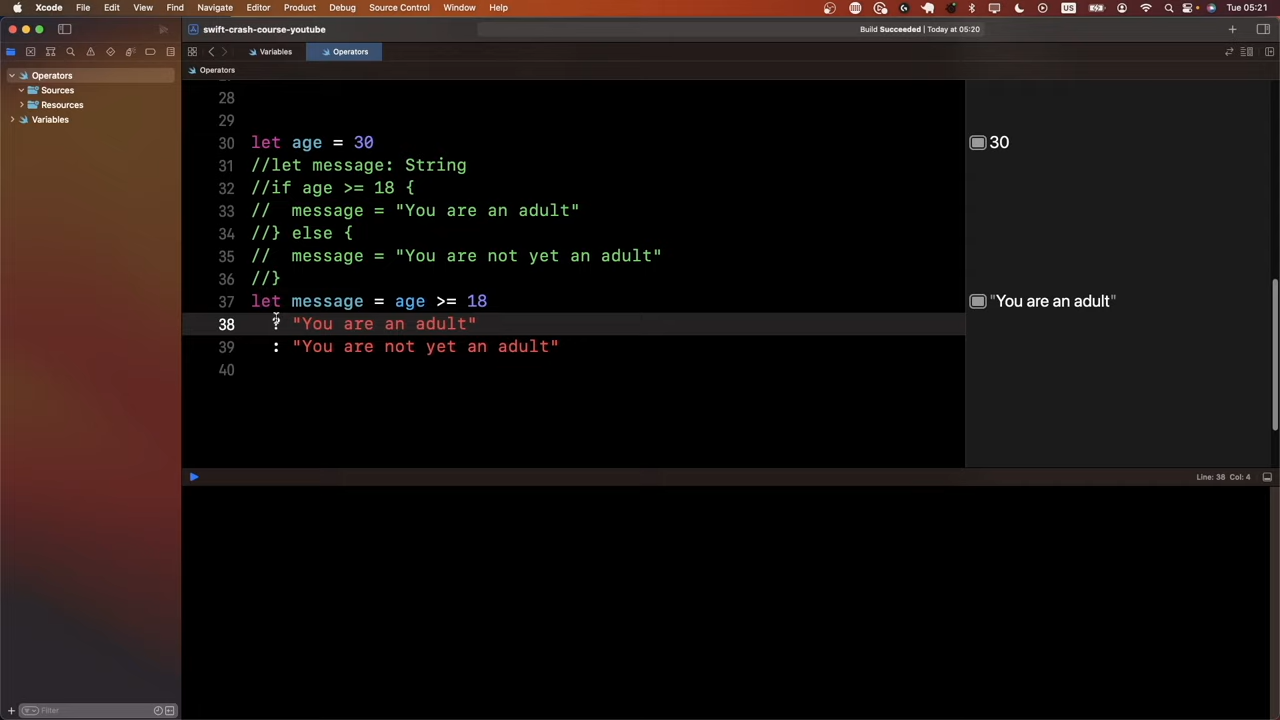 Xcode File Edit View Find Navigate Editor Product Debug Source Control Window Help
US Tue 05:21
swift-crash-course-youtube
Build Succeeded | Today at 05:20
Variables Operators
Operators
Operators
Sources
Resources
Variables
28
29
30 let age = 30
30
31 //let message: String
32 //if age >= 18 {
33 //  message = "You are an adult"
34 //} else {
35 //  message = "You are not yet an adult"
36 //}
37 let message = age >= 18
"You are an adult"
38 ? "You are an adult"
39 : "You are not yet an adult"
40
Line: 38 Col: 4
Filter